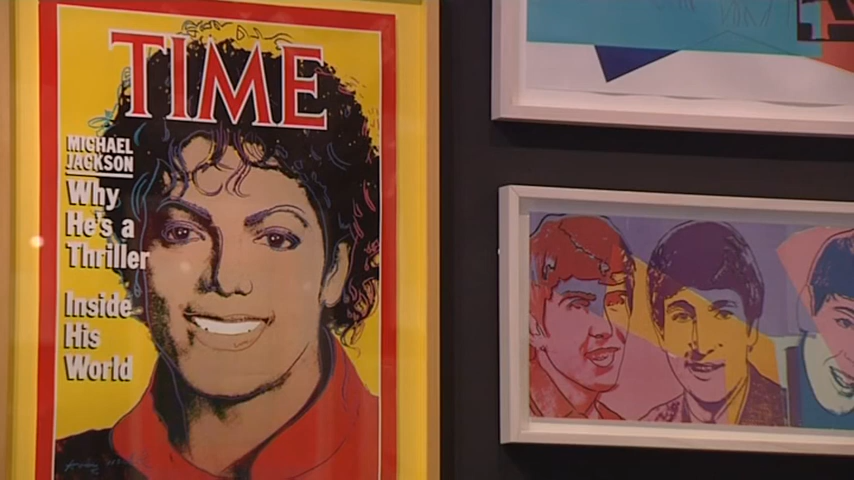 TIME
MICHAEL
JACKSON
Why
He's a
Thriller
Inside
His
World